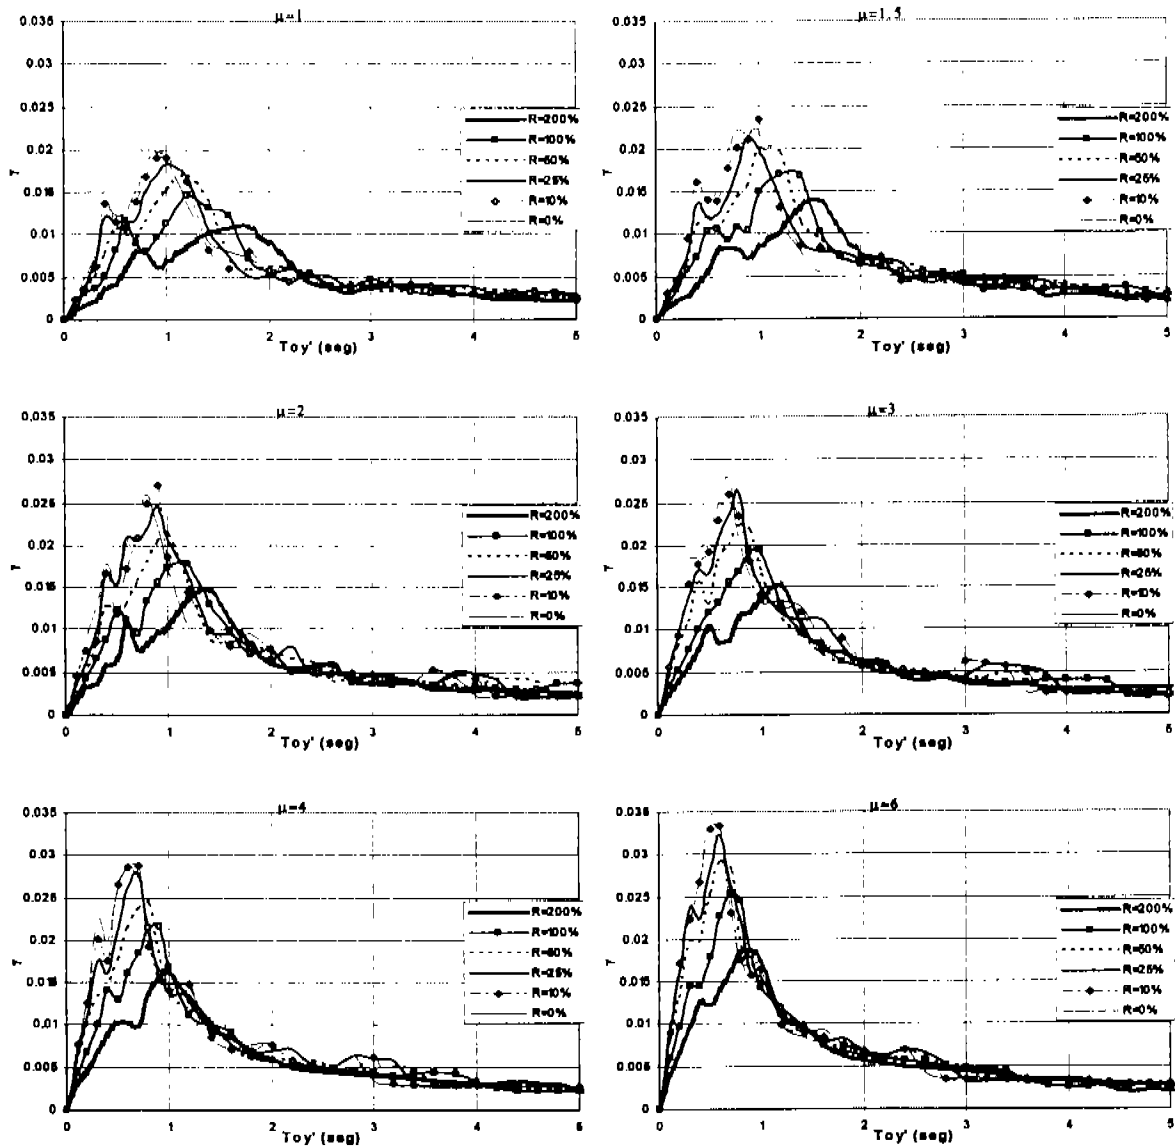 μ=1
0.035
0.03
0.025
0.02
0.015
0.01
0.005
0
γ
0 1 2 3 4 5
Toy' (seg)
R=200%
R=100%
R=50%
R=25%
R=10%
R=0%
μ=1.5
0.035
0.03
0.025
0.02
0.015
0.01
0.005
0
γ
0 1 2 3 4 5
Toy' (seg)
R=200%
R=100%
R=50%
R=25%
R=10%
R=0%
μ=2
0.035
0.03
0.025
0.02
0.015
0.01
0.005
0
γ
0 1 2 3 4 5
Toy' (seg)
R=200%
R=100%
R=50%
R=25%
R=10%
R=0%
μ=3
0.035
0.03
0.025
0.02
0.015
0.01
0.005
0
γ
0 1 2 3 4 5
Toy' (seg)
R=200%
R=100%
R=50%
R=25%
R=10%
R=0%
μ=4
0.035
0.03
0.025
0.02
0.015
0.01
0.005
0
γ
0 1 2 3 4 5
Toy' (seg)
R=200%
R=100%
R=50%
R=25%
R=10%
R=0%
μ=6
0.035
0.03
0.025
0.02
0.015
0.01
0.005
0
γ
0 1 2 3 4 5
Toy' (seg)
R=200%
R=100%
R=50%
R=25%
R=10%
R=0%